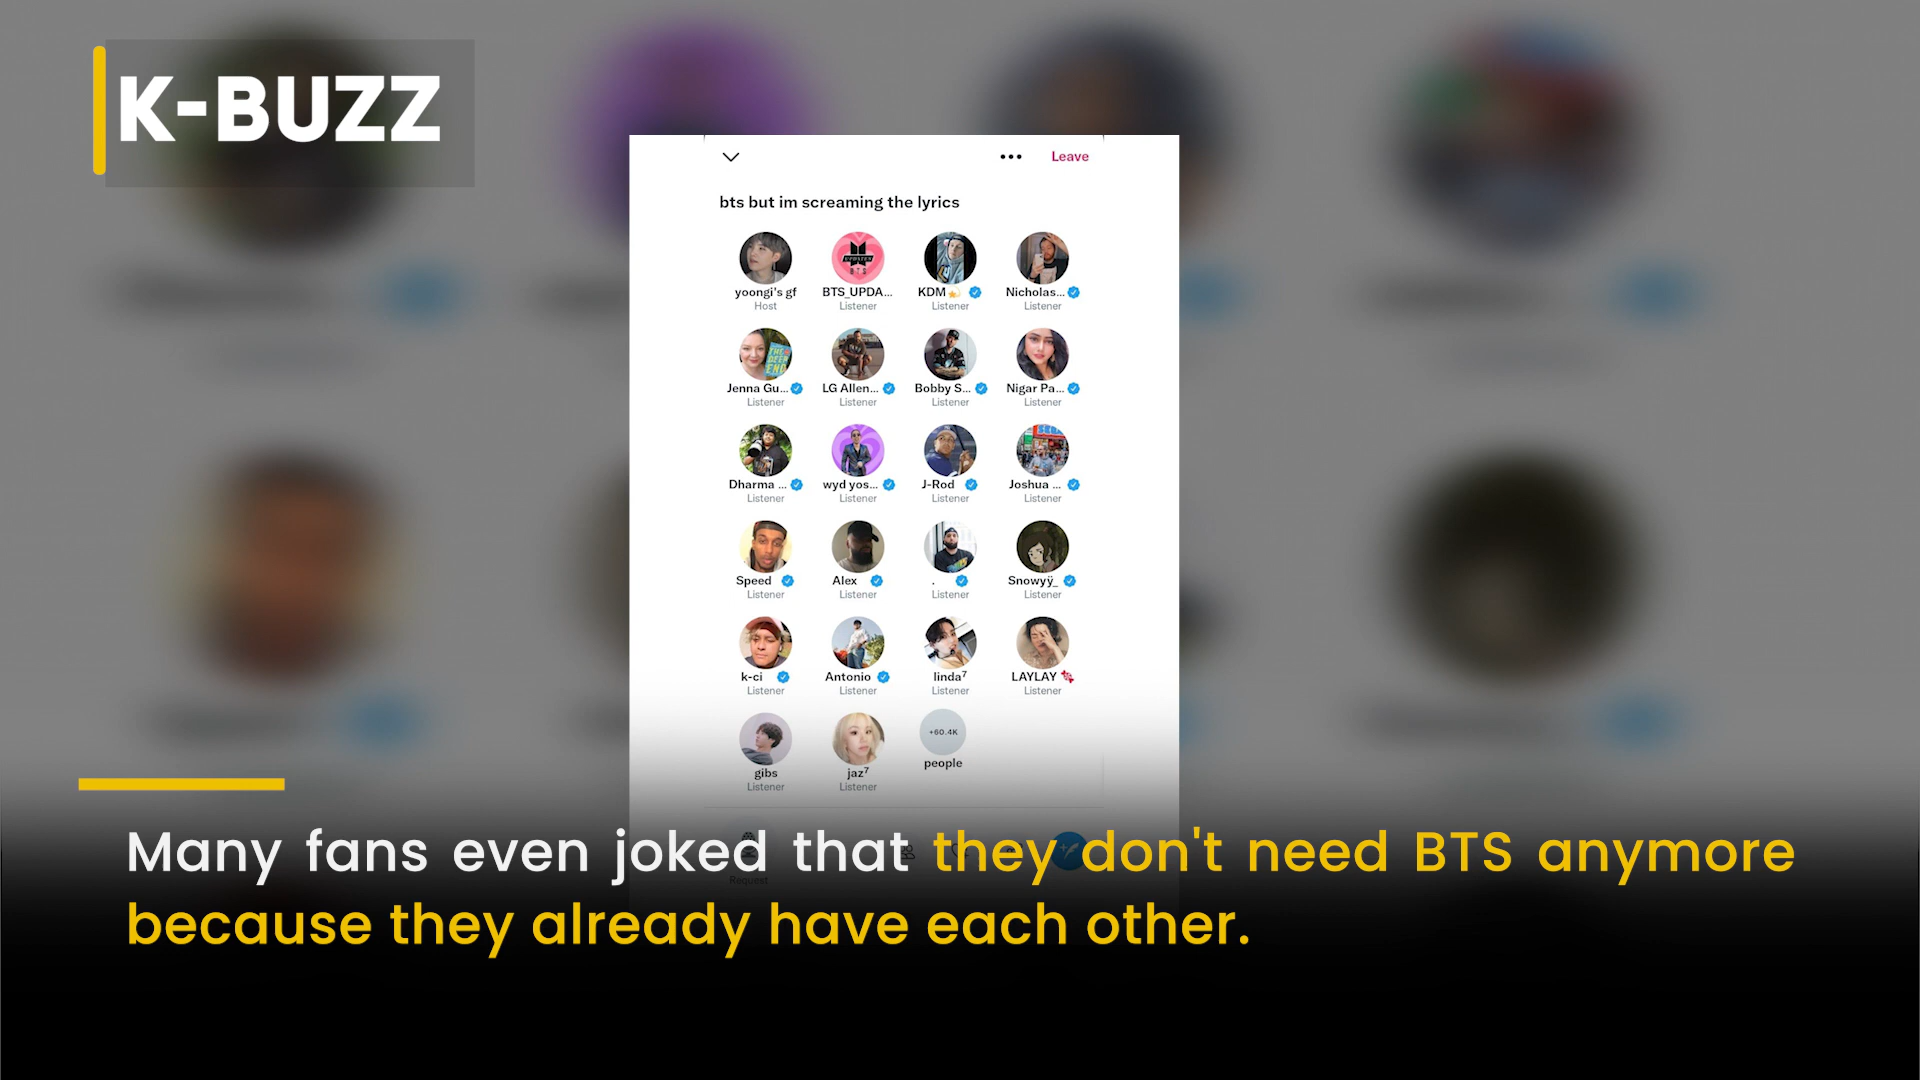 K-BUZZ
Leave
bts but im screaming the lyrics
yoongi's gf BTS_UPDA... KDM💫 Nicholas...
Host Listener Listener Listener
Jenna Gu... LG Allen... Bobby S... Nigar Pa...
Listener Listener Listener Listener
Dharma ... wyd yos... J-Rod Joshua ...
Listener Listener Listener Listener
Speed Alex . Snowyÿ_
Listener Listener Listener Listener
k-ci Antonio linda⁷ LAYLAY 💘
Listener Listener Listener Listener
+60.4K
gibs jaz⁷ people
Listener Listener
Request
Many fans even joked that they don't need BTS anymore
because they already have each other.